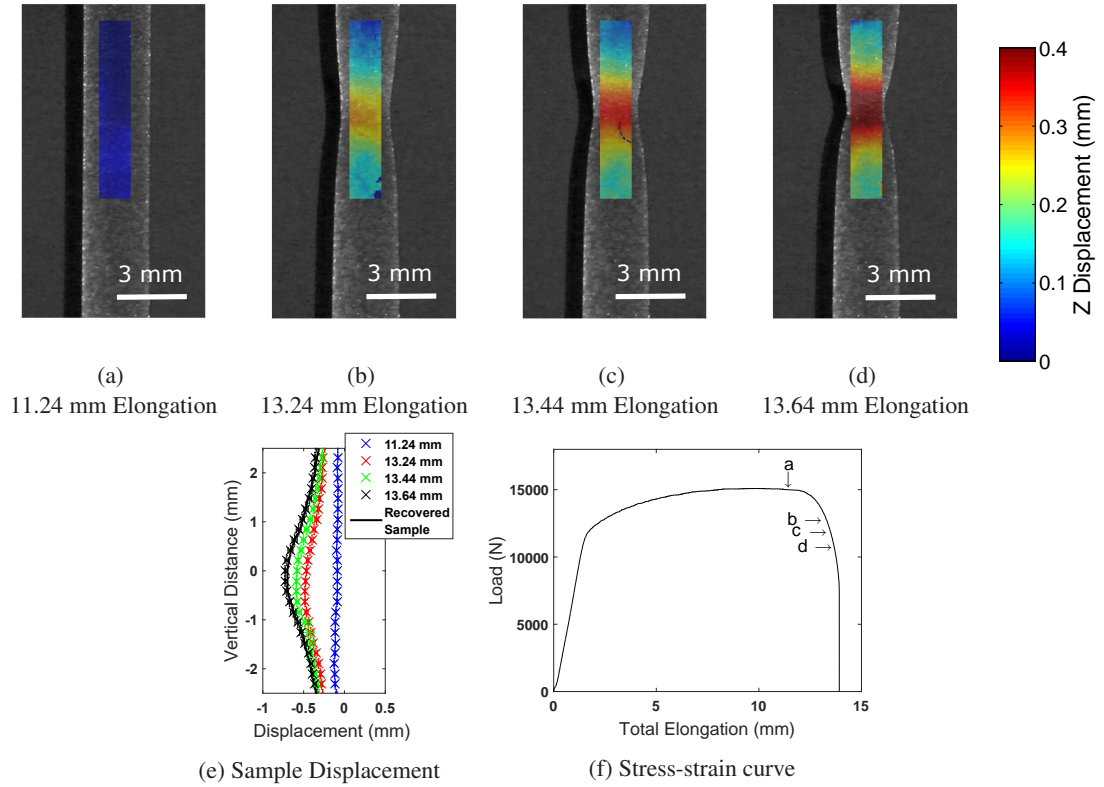 3 mm
3 mm
3 mm
3 mm
0.4
0.3
0.2
0.1
0
Z Displacement (mm)
(a)
11.24 mm Elongation
(b)
13.24 mm Elongation
(c)
13.44 mm Elongation
(d)
13.64 mm Elongation
11.24 mm
13.24 mm
13.44 mm
13.64 mm
Recovered
Sample
2
1
0
-1
-2
Vertical Distance (mm)
-1
-0.5
0
0.5
Displacement (mm)
(e) Sample Displacement
15000
10000
5000
0
Load (N)
a
b
c
d
0
5
10
15
Total Elongation (mm)
(f) Stress-strain curve